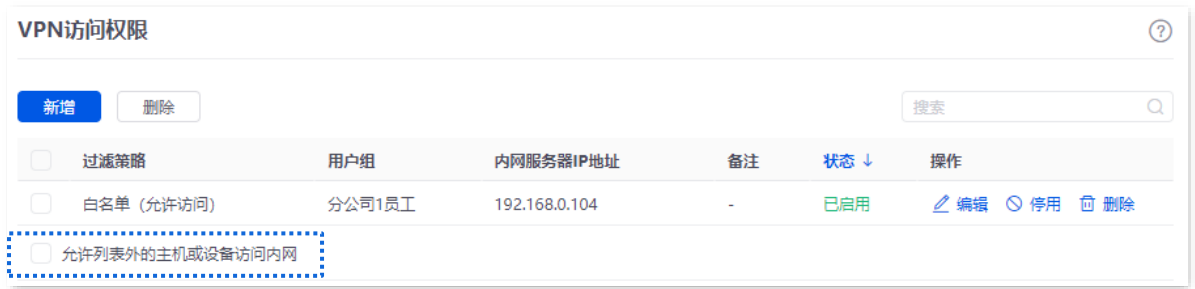 VPN访问权限
?
新增 删除 搜索
过滤策略 用户组 内网服务器IP地址 备注 状态 ↓ 操作
白名单（允许访问） 分公司1员工 192.168.0.104 - 已启用 编辑 停用 删除
允许列表外的主机或设备访问内网